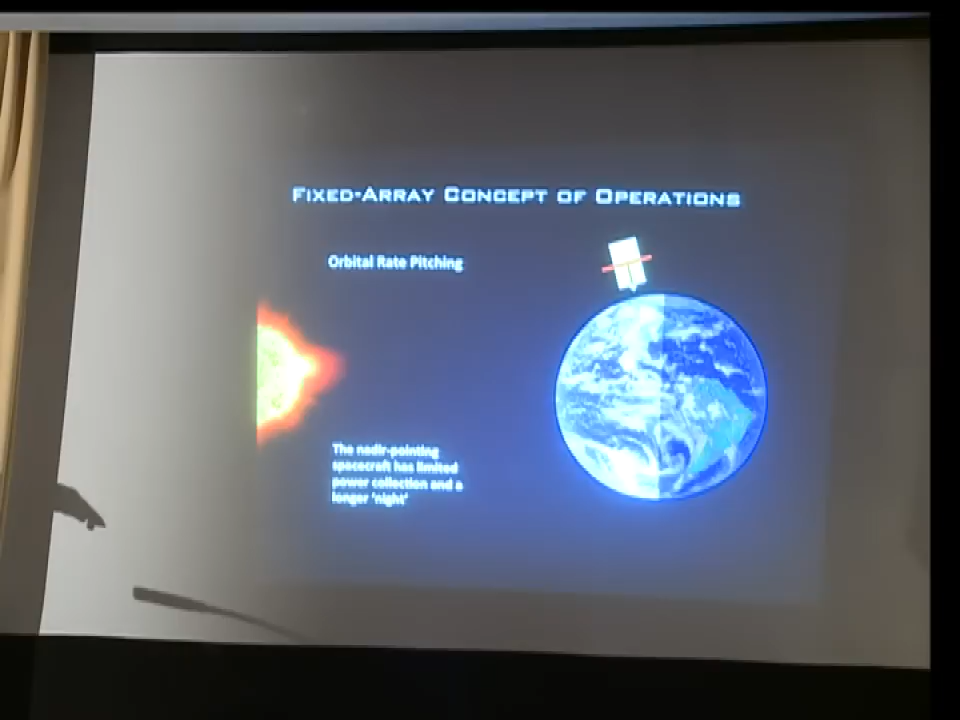 Fixed-Array Concept of Operations
Orbital Rate Pitching
The nadir-pointing
spacecraft has limited
power collection and a
longer 'night'